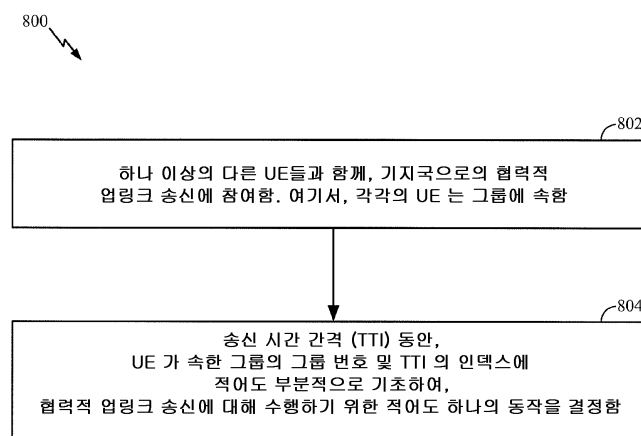 800
802
하나 이상의 다른 UE들과 함께, 기지국으로의 협력적
업링크 송신에 참여함. 여기서, 각각의 UE 는 그룹에 속함
804
송신 시간 간격 (TTI) 동안,
UE 가 속한 그룹의 그룹 번호 및 TTI 의 인덱스에
적어도 부분적으로 기초하여,
협력적 업링크 송신에 대해 수행하기 위한 적어도 하나의 동작을 결정함